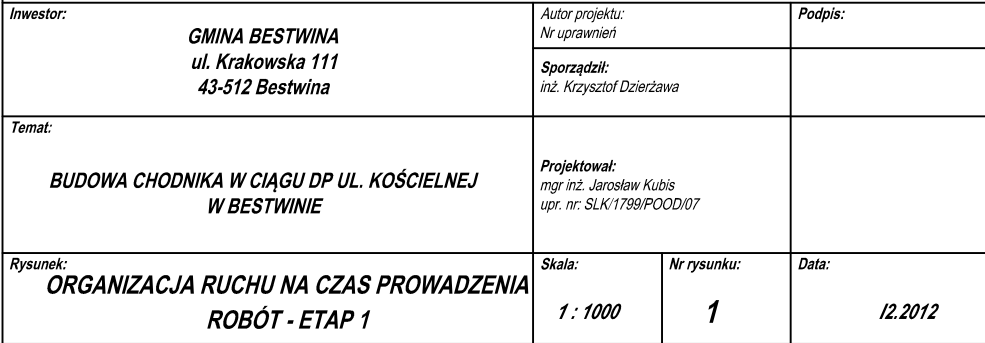 Inwestor:
GMINA BESTWINA
ul. Krakowska 111
43-512 Bestwina
Autor projektu:
Nr uprawnień
Podpis:
Sporządził:
inż. Krzysztof Dzierżawa
Temat:
BUDOWA CHODNIKA W CIĄGU DP UL. KOŚCIELNEJ
W BESTWINIE
Projektował:
mgr inż. Jarosław Kubis
upr. nr: SLK/1799/POOD/07
Rysunek:
ORGANIZACJA RUCHU NA CZAS PROWADZENIA
ROBÓT - ETAP 1
Skala:
1 : 1000
Nr rysunku:
1
Data:
I2.2012